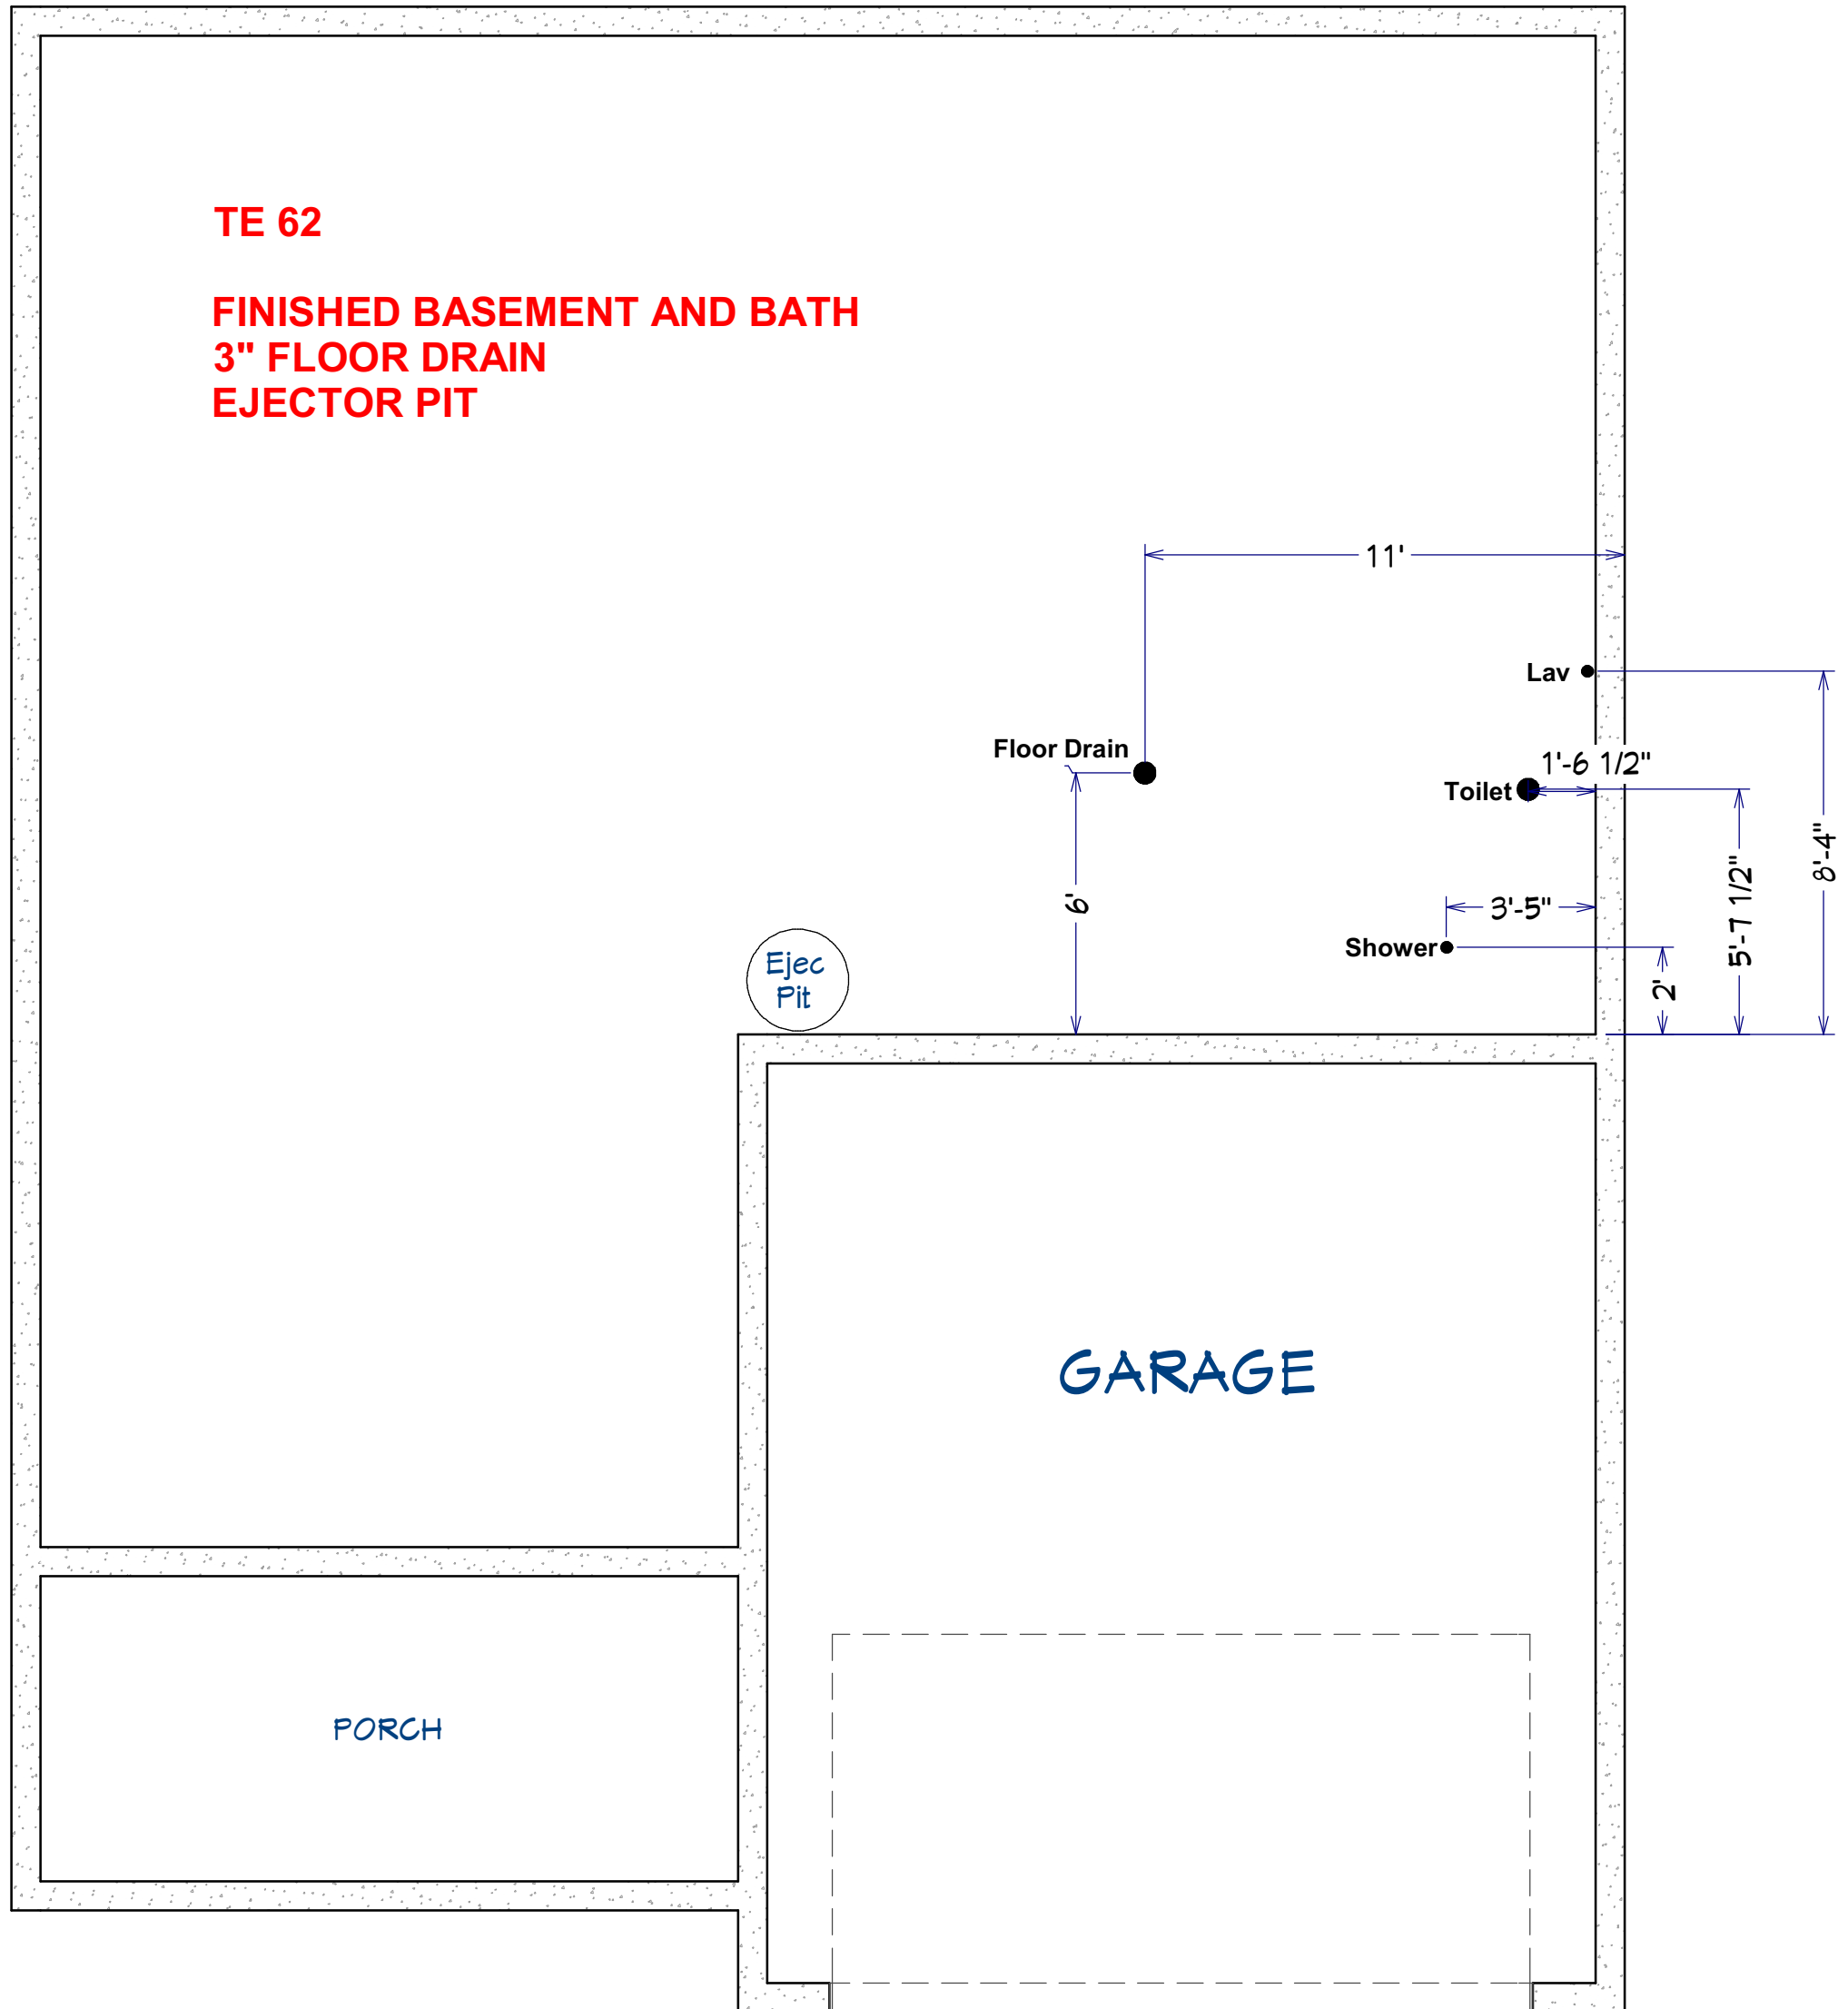 TE 62
FINISHED BASEMENT AND BATH
3" FLOOR DRAIN
EJECTOR PIT
11'
Lav
Floor Drain
1'-6 1/2"
Toilet
8'-4"
5'-7 1/2"
6'
3'-5"
Shower
2'
Ejec
Pit
GARAGE
PORCH